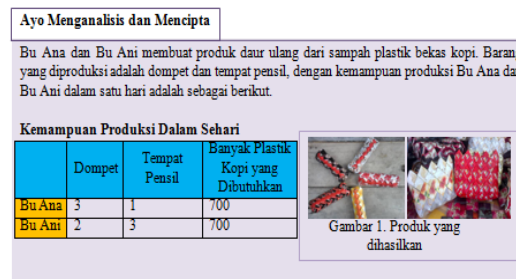 Ayo Menganalisis dan Mencipta
Bu Ana dan Bu Ani membuat produk daur ulang dari sampah plastik bekas kopi. Baran
yang diproduksi adalah dompet dan tempat pensil, dengan kemampuan produksi Bu Ana da
Bu Ani dalam satu hari adalah sebagai berikut.
Kemampuan Produksi Dalam Sehari
Dompet Tempat Pensil Banyak Plastik Kopi yang Dibutuhkan
Bu Ana 3 1 700
Bu Ani 2 3 700
Gambar 1. Produk yang
dihasilkan